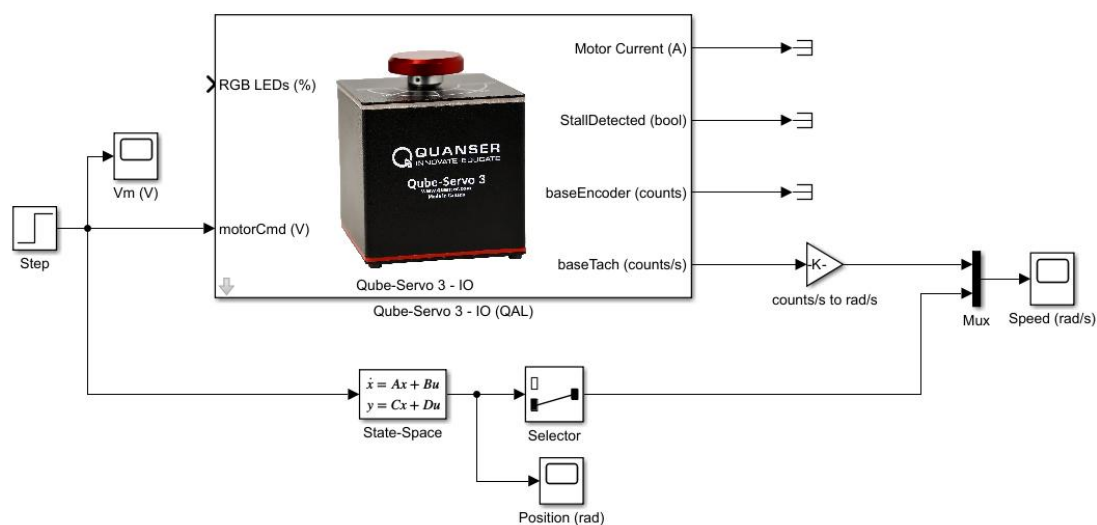 Motor Current (A)
RGB LEDs (%)
StallDetected (bool)
QUANSER
INNOVATE·EDUCATE
Qube-Servo 3
Vm (V)
baseEncoder (counts)
motorCmd (V)
Step
baseTach (counts/s)
-K-
Qube-Servo 3 - IO
counts/s to rad/s
Qube-Servo 3 - IO (QAL)
Mux
Speed (rad/s)
ẋ = Ax + Bu
y = Cx + Du
State-Space
Selector
Position (rad)